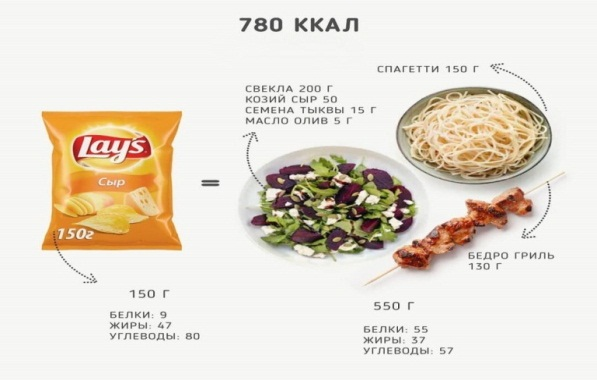 780 ККАЛ
СПАГЕТТИ 150 Г
СВЕКЛА 200 Г
КОЗИЙ СЫР 50
СЕМЕНА ТЫКВЫ 15 Г
МАСЛО ОЛИВ 5 Г
Lay's
Сыр
150г
=
БЕДРО ГРИЛЬ
130 Г
150 Г
БЕЛКИ: 9
ЖИРЫ: 47
УГЛЕВОДЫ: 80
550 Г
БЕЛКИ: 55
ЖИРЫ: 37
УГЛЕВОДЫ: 57